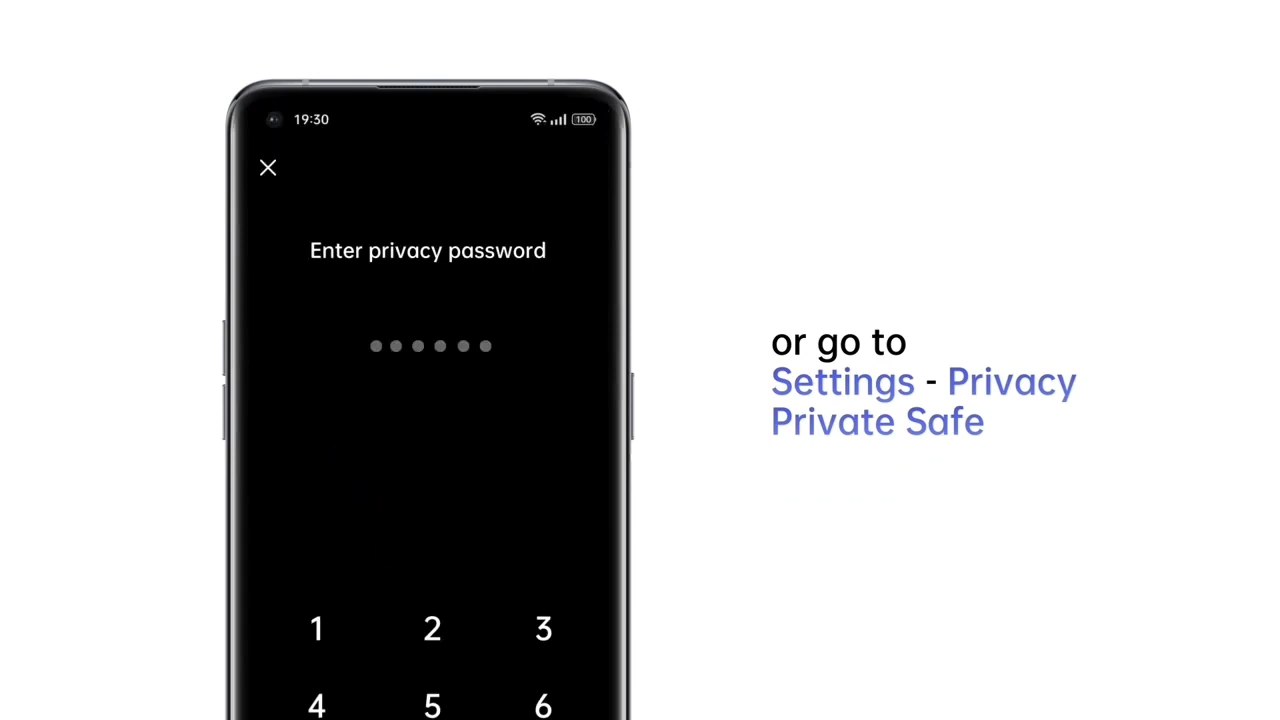 19:30
100
Enter privacy password
or go to
Settings - Privacy
Private Safe
1 2 3
4 5 6